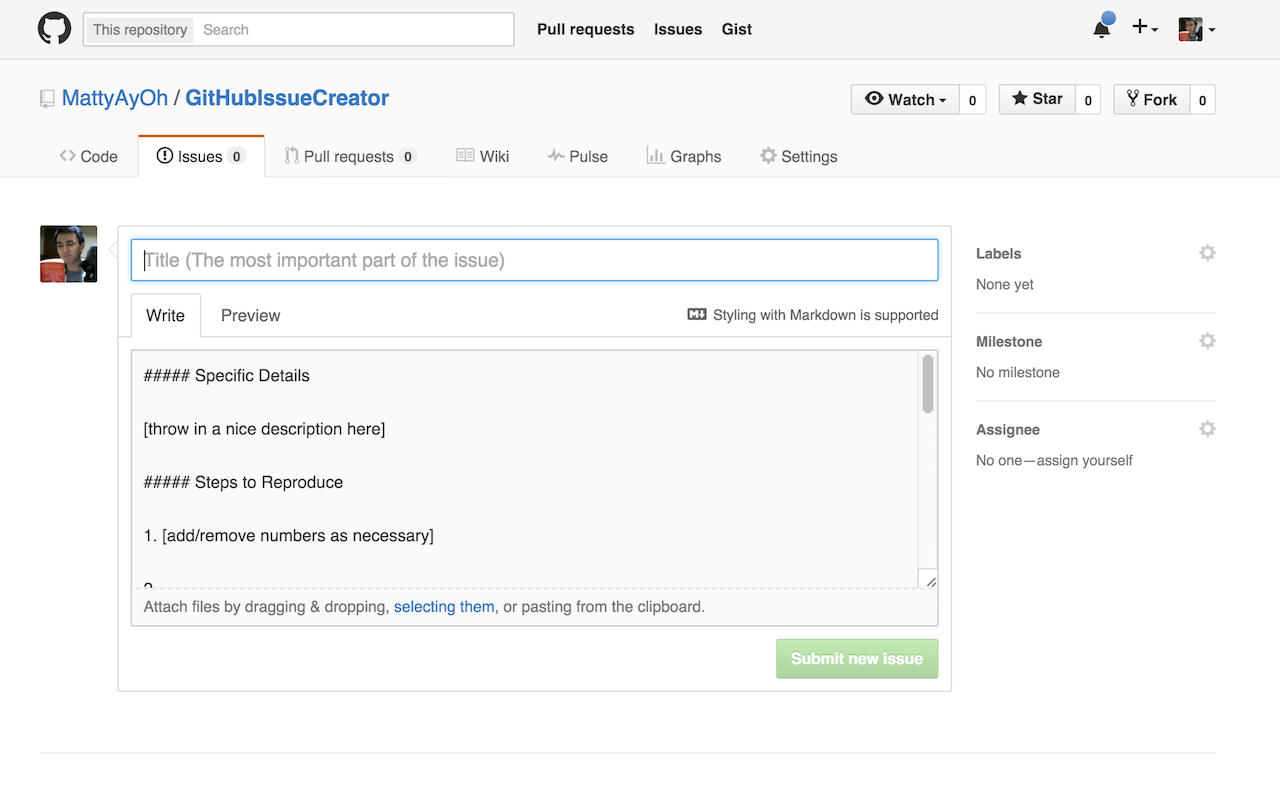 This repository Search Pull requests Issues Gist
MattyAyOh / GitHubIssueCreator
Watch 0 Star 0 Fork 0
Code Issues 0 Pull requests 0 Wiki Pulse Graphs Settings
Title (The most important part of the issue)
Write Preview Styling with Markdown is supported
##### Specific Details
[throw in a nice description here]
##### Steps to Reproduce
1. [add/remove numbers as necessary]
Attach files by dragging & dropping, selecting them, or pasting from the clipboard.
Submit new issue
Labels
None yet
Milestone
No milestone
Assignee
No one—assign yourself